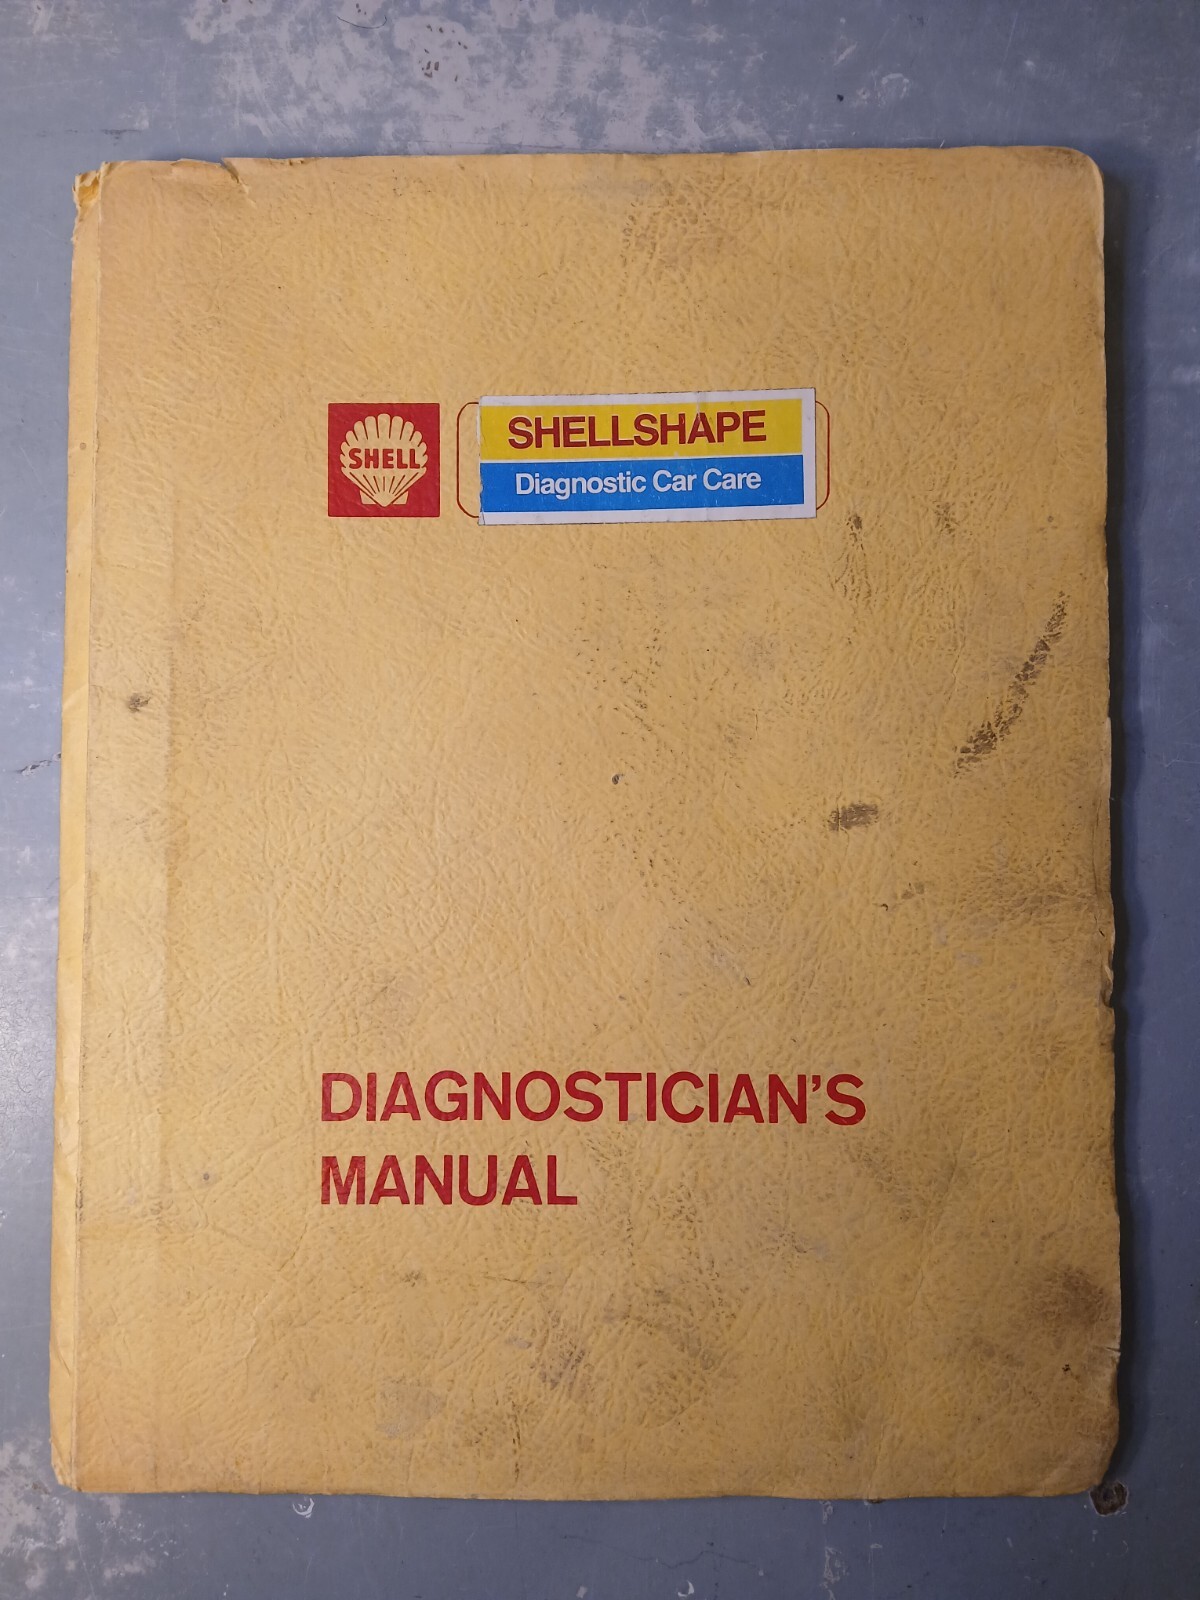 SHELL
SHELLSHAPE
Diagnostic Car Care
DIAGNOSTICIAN'S
MANUAL